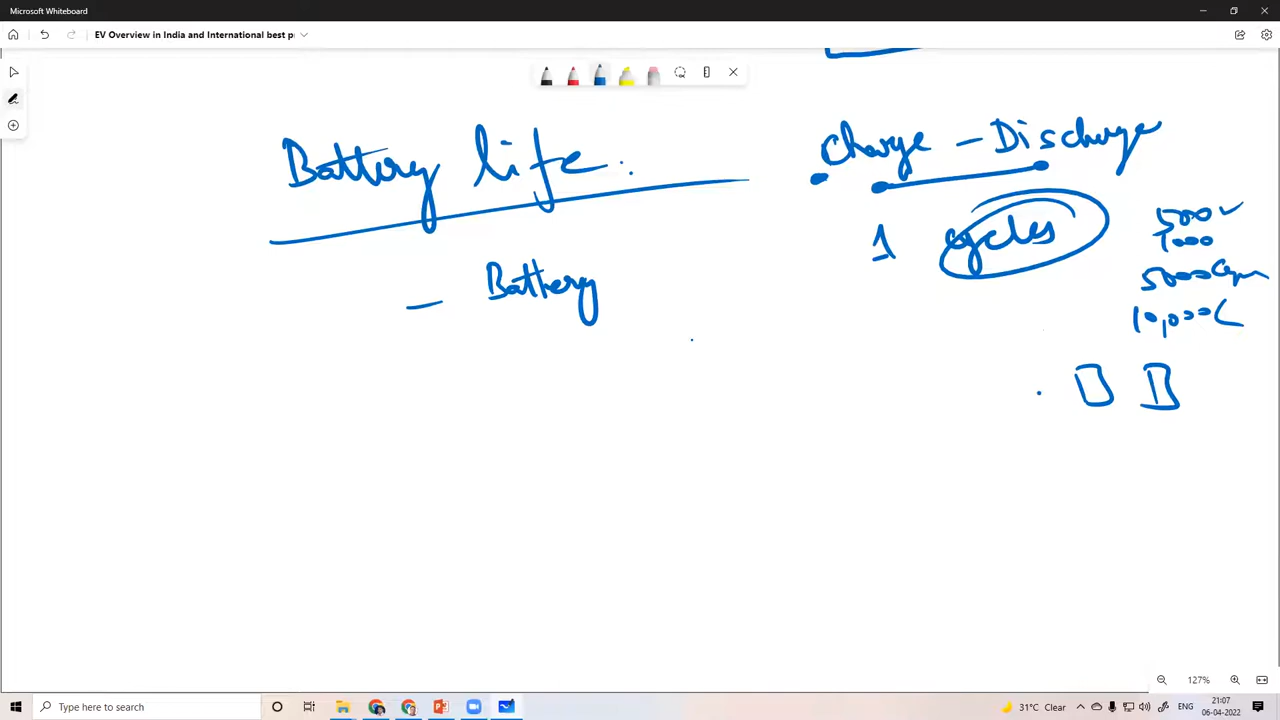 Microsoft Whiteboard
EV Overview in India and International best p
Battery life :
Charge - Discharge
1 cycles
500
1000
5000
10,000 C
- Battery
127%
Type here to search
31°C Clear
ENG
21:07
06-04-2022